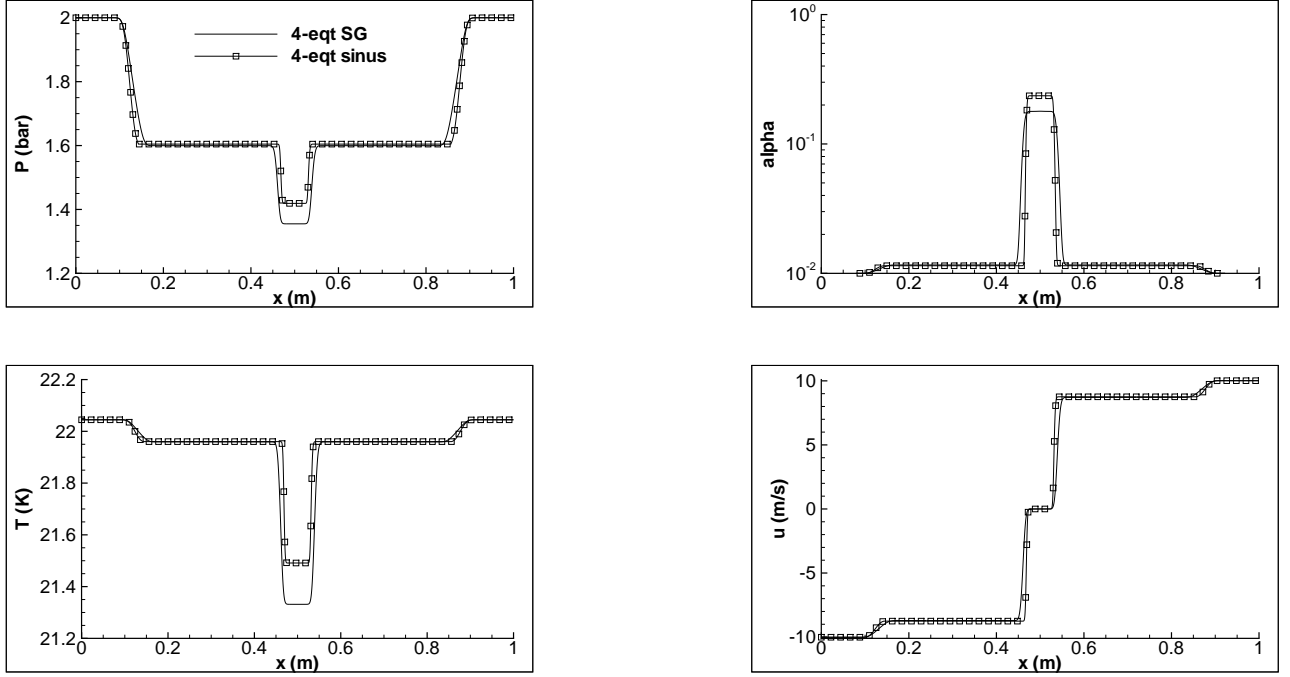 2
1.8
1.6
1.4
1.2
P (bar)
0 0.2 0.4 0.6 0.8 1
x (m)
4-eqt SG
4-eqt sinus
10^0
10^-1
10^-2
alpha
0 0.2 0.4 0.6 0.8 1
x (m)
22.2
22
21.8
21.6
21.4
21.2
T (K)
0 0.2 0.4 0.6 0.8 1
x (m)
10
5
0
-5
-10
u (m/s)
0 0.2 0.4 0.6 0.8 1
x (m)